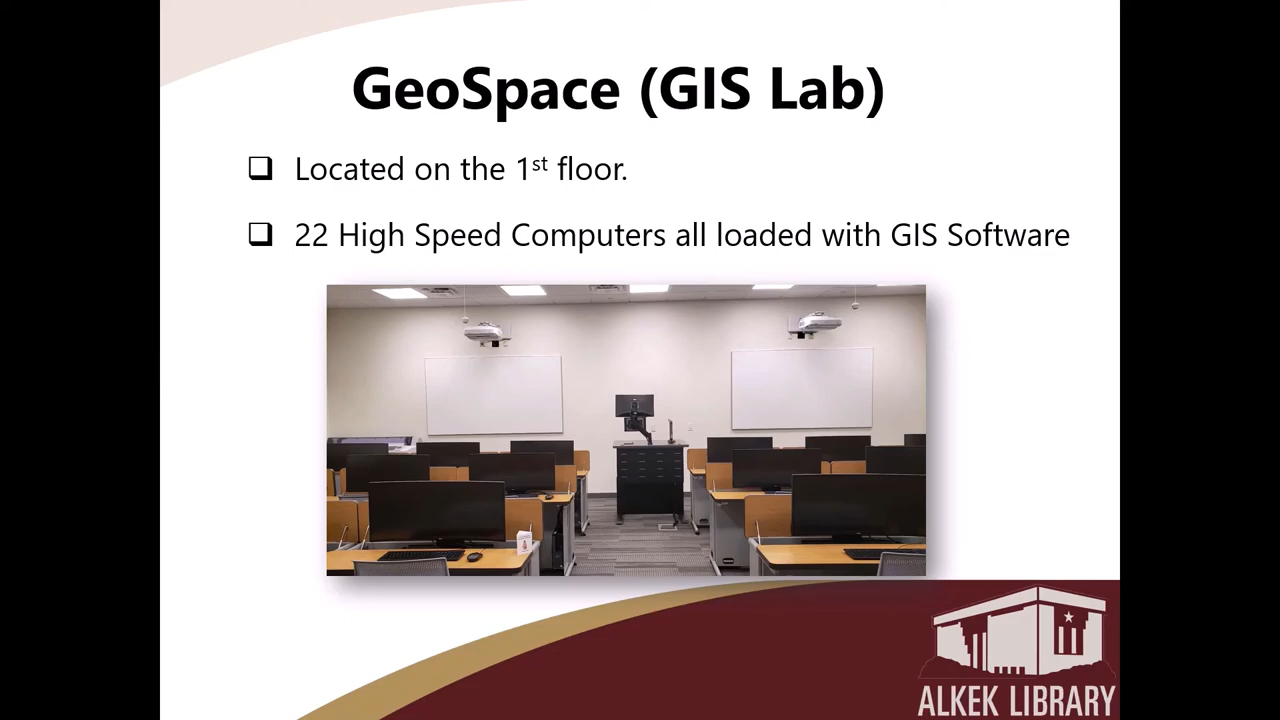 GeoSpace (GIS Lab)
❑ Located on the 1st floor.
❑ 22 High Speed Computers all loaded with GIS Software
ALKEK LIBRARY